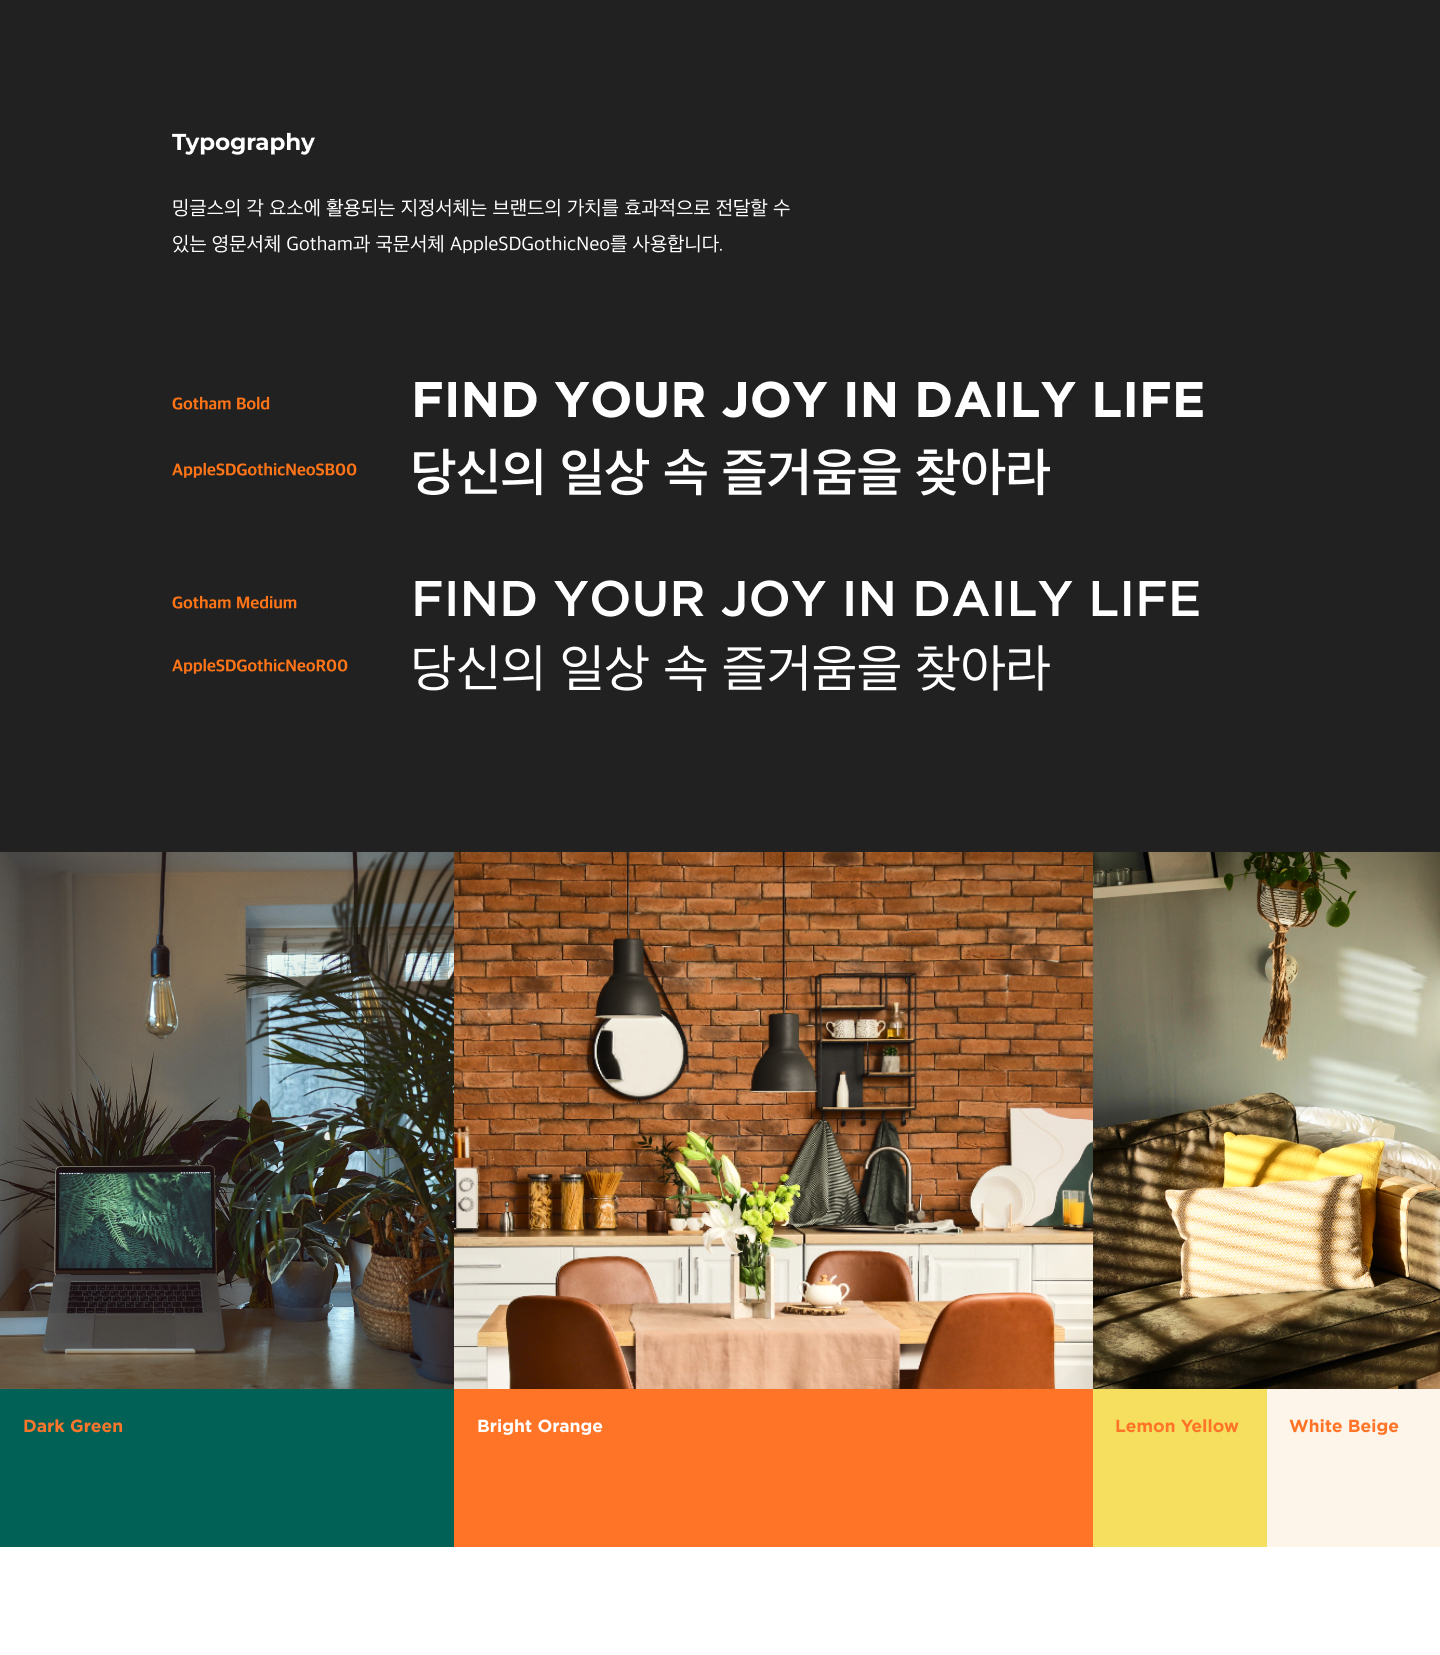 Typography
밍글스의 각 요소에 활용되는 지정서체는 브랜드의 가치를 효과적으로 전달할 수
있는 영문서체 Gotham과 국문서체 AppleSDGothicNeo를 사용합니다.
Gotham Bold
FIND YOUR JOY IN DAILY LIFE
AppleSDGothicNeoSB00
당신의 일상 속 즐거움을 찾아라
Gotham Medium
FIND YOUR JOY IN DAILY LIFE
AppleSDGothicNeoR00
당신의 일상 속 즐거움을 찾아라
Dark Green
Bright Orange
Lemon Yellow
White Beige